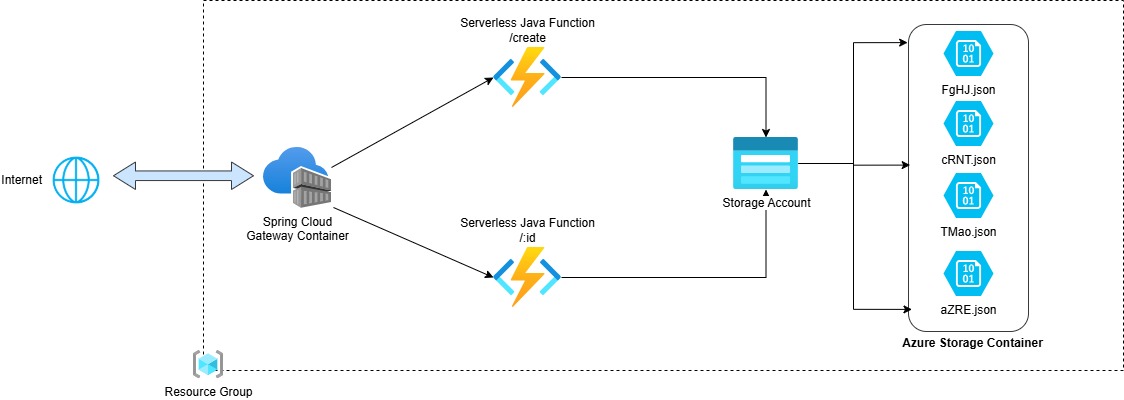 Serverless Java Function
/create
Internet
Spring Cloud
Gateway Container
Serverless Java Function
/:id
Storage Account
10
01
FgHJ.json
10
01
cRNT.json
10
01
TMao.json
10
01
aZRE.json
Azure Storage Container
Resource Group